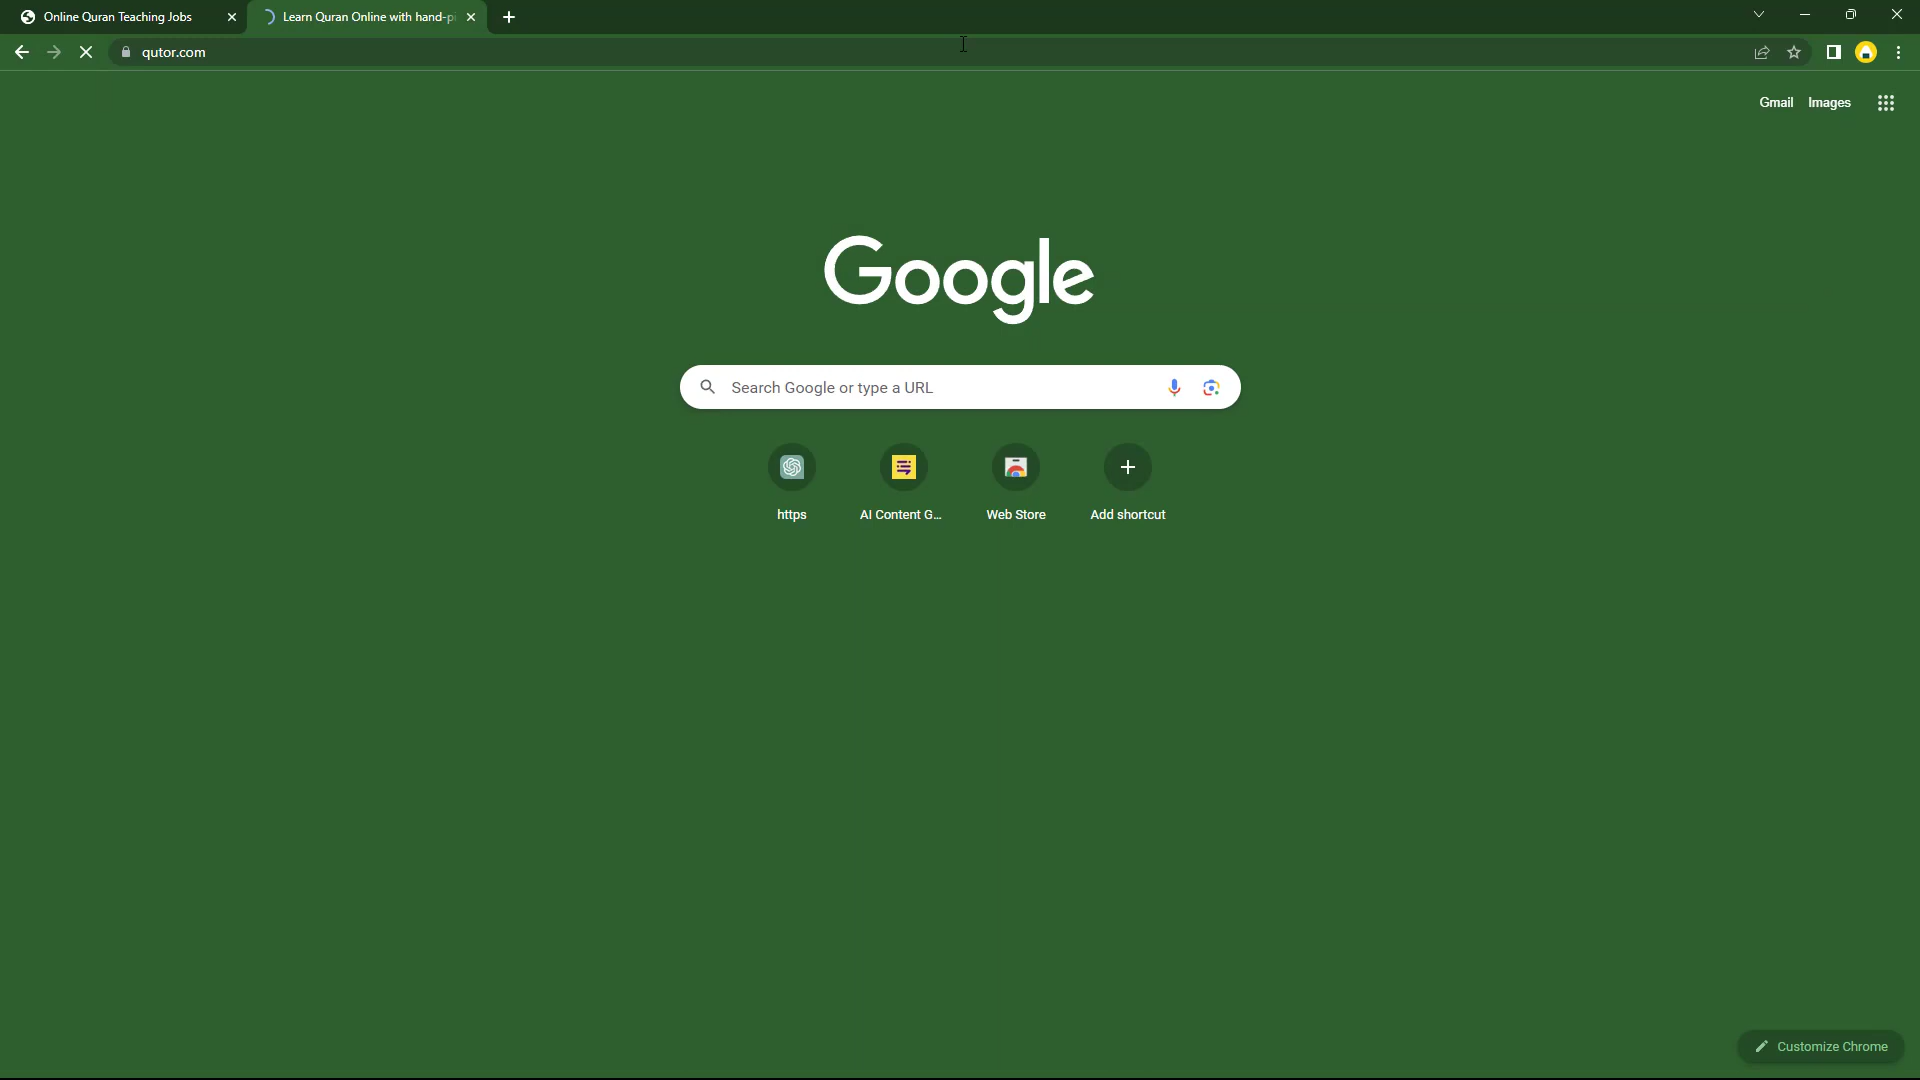 Online Quran Teaching Jobs
Learn Quran Online with hand-pi
qutor.com
Gmail Images
Google
Search Google or type a URL
https
AI Content G...
Web Store
Add shortcut
Customize Chrome